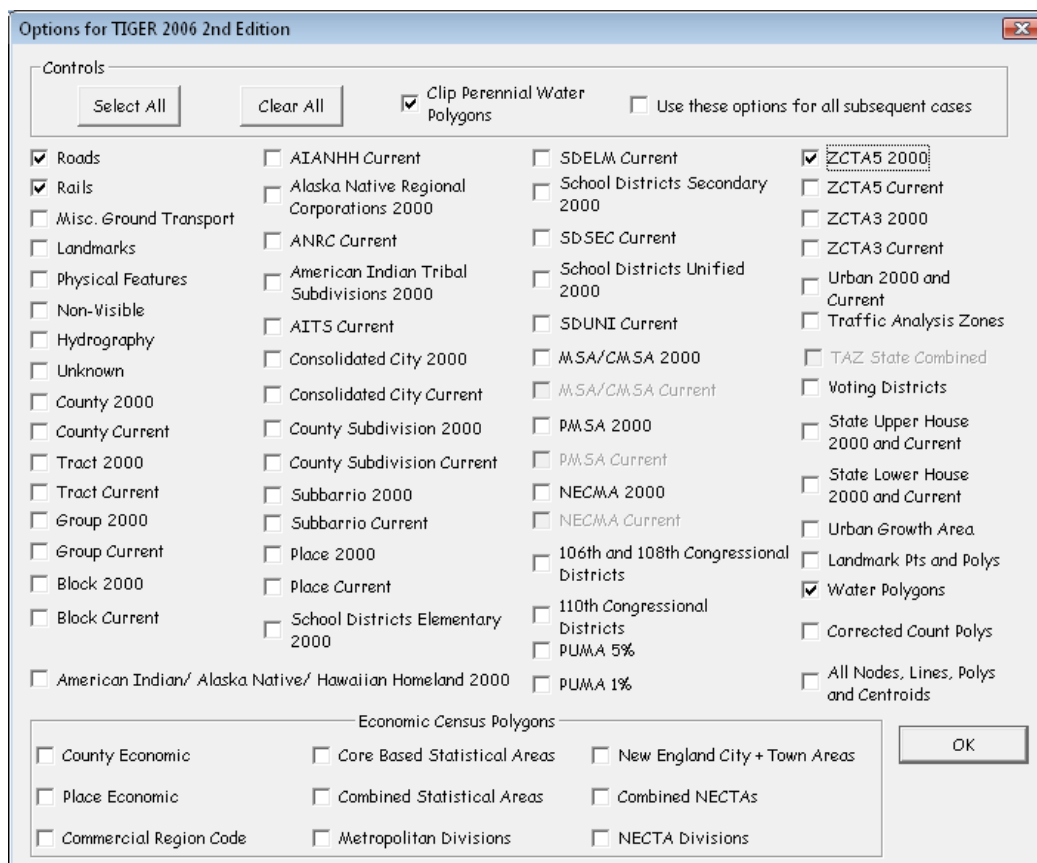 Options for TIGER 2006 2nd Edition
Controls
Select All
Clear All
Clip Perennial Water
Polygons
Use these options for all subsequent cases
Roads
Rails
Misc. Ground Transport
Landmarks
Physical Features
Non-Visible
Hydrography
Unknown
County 2000
County Current
Tract 2000
Tract Current
Group 2000
Group Current
Block 2000
Block Current
American Indian/ Alaska Native/ Hawaiian Homeland 2000
AIANHH Current
Alaska Native Regional
Corporations 2000
ANRC Current
American Indian Tribal
Subdivisions 2000
AITS Current
Consolidated City 2000
Consolidated City Current
County Subdivision 2000
County Subdivision Current
Subbarrio 2000
Subbarrio Current
Place 2000
Place Current
School Districts Elementary
2000
SDELM Current
School Districts Secondary
2000
SDSEC Current
School Districts Unified
2000
SDUNI Current
MSA/CMSA 2000
MSA/CMSA Current
PMSA 2000
PMSA Current
NECMA 2000
NECMA Current
106th and 108th Congressional
Districts
110th Congressional
Districts
PUMA 5%
PUMA 1%
ZCTA5 2000
ZCTA5 Current
ZCTA3 2000
ZCTA3 Current
Urban 2000 and
Current
Traffic Analysis Zones
TAZ State Combined
Voting Districts
State Upper House
2000 and Current
State Lower House
2000 and Current
Urban Growth Area
Landmark Pts and Polys
Water Polygons
Corrected Count Polys
All Nodes, Lines, Polys
and Centroids
Economic Census Polygons
County Economic
Core Based Statistical Areas
New England City + Town Areas
Place Economic
Combined Statistical Areas
Combined NECTAs
Commercial Region Code
Metropolitan Divisions
NECTA Divisions
OK